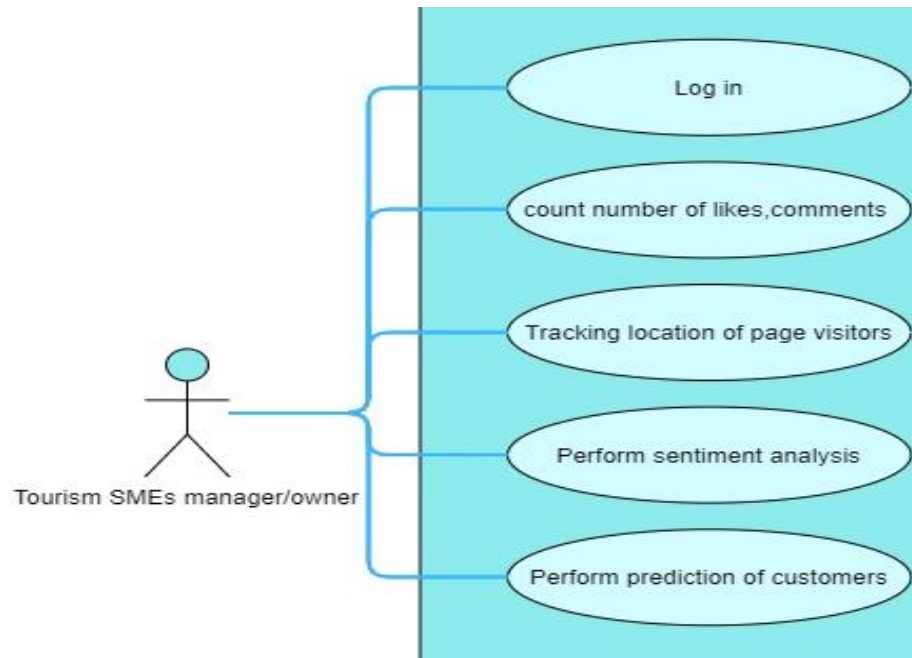 Log in
count number of likes,comments
Tracking location of page visitors
Perform sentiment analysis
Tourism SMEs manager/owner
Perform prediction of customers